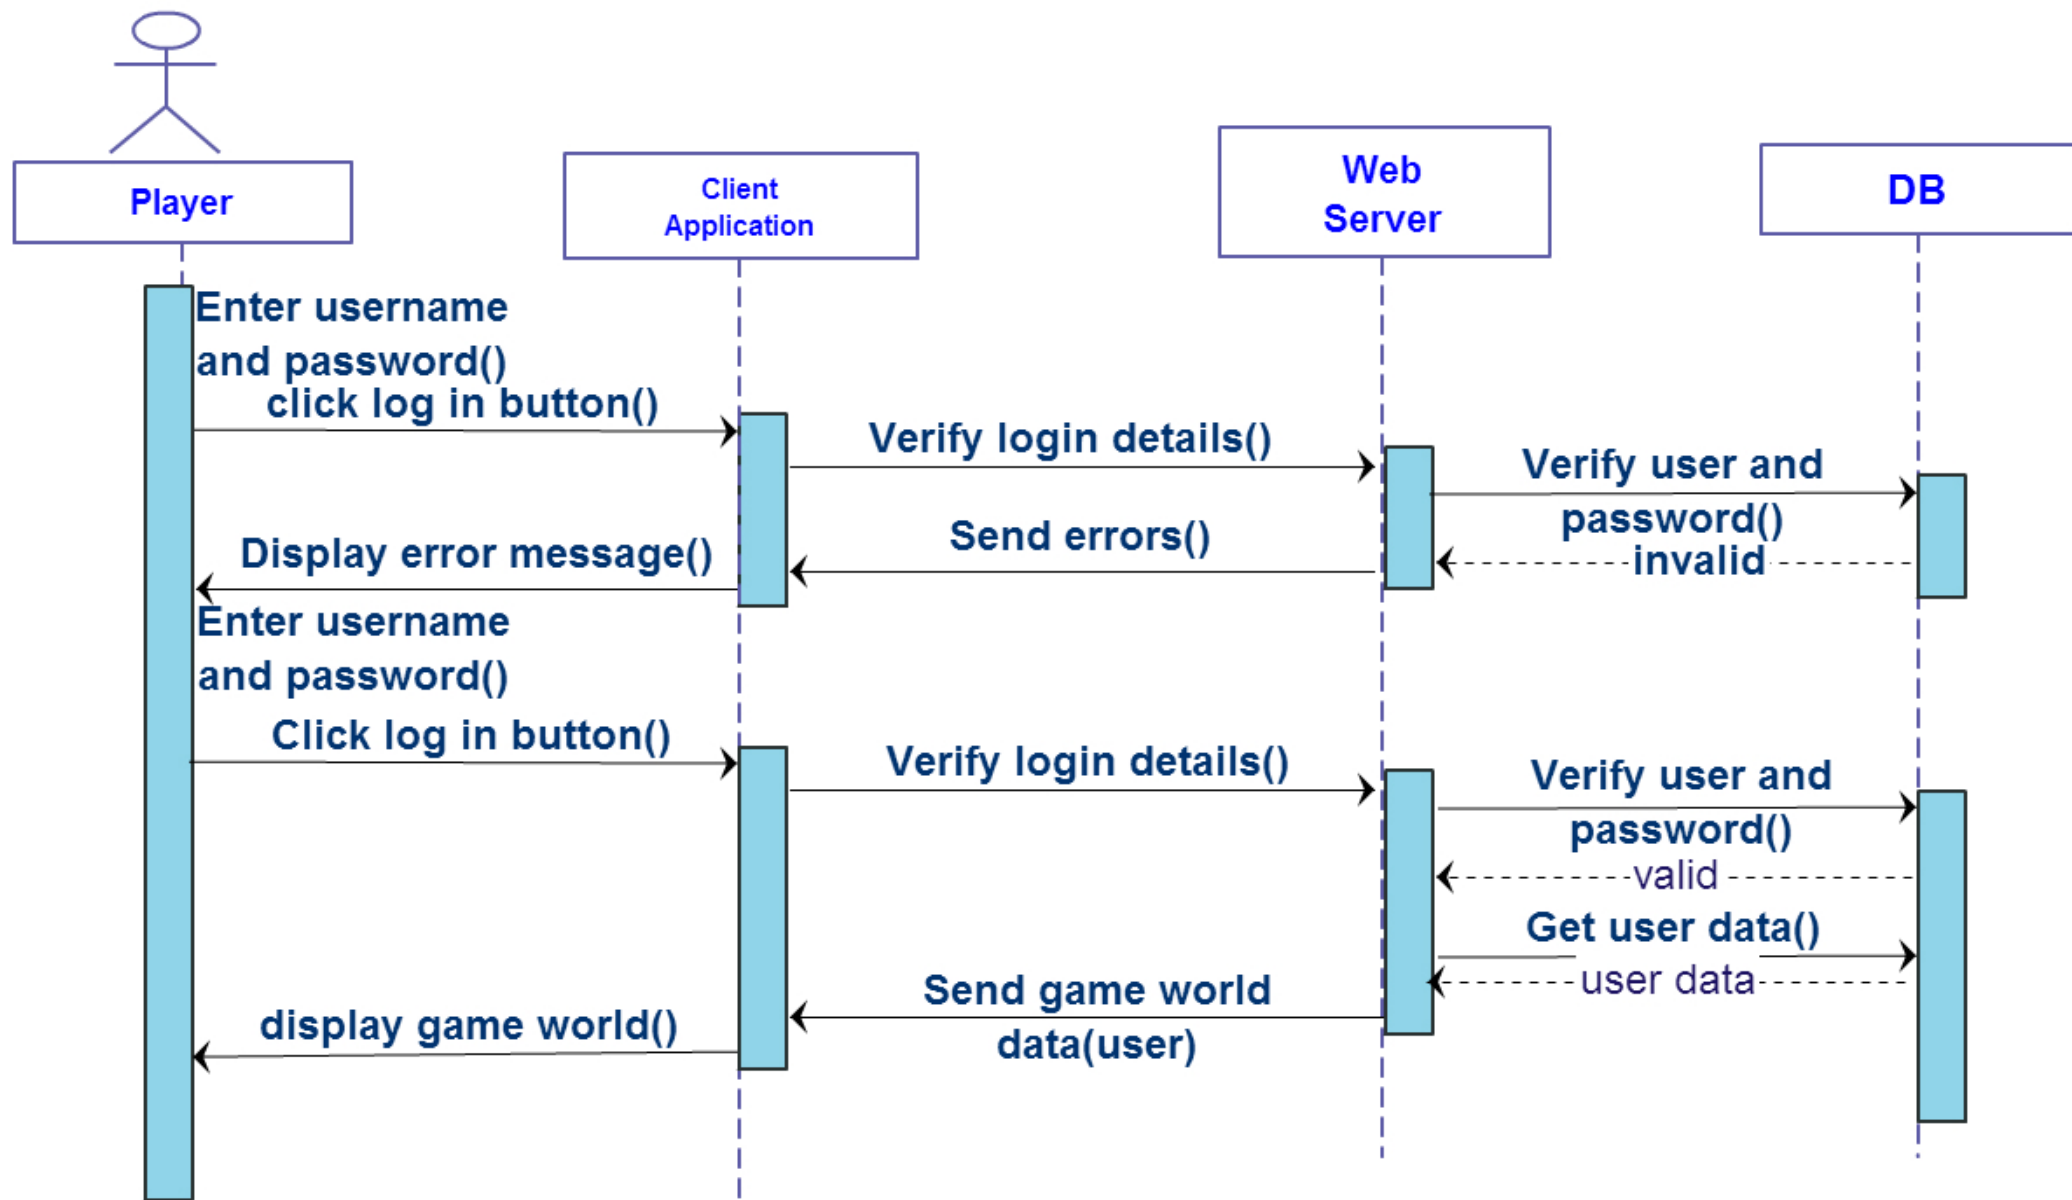 Player
Client
Application
Web
Server
DB
Enter username
and password()
click log in button()
Verify login details()
Verify user and
password()
invalid
Send errors()
Display error message()
Enter username
and password()
Click log in button()
Verify login details()
Verify user and
password()
valid
Get user data()
user data
Send game world
data(user)
display game world()